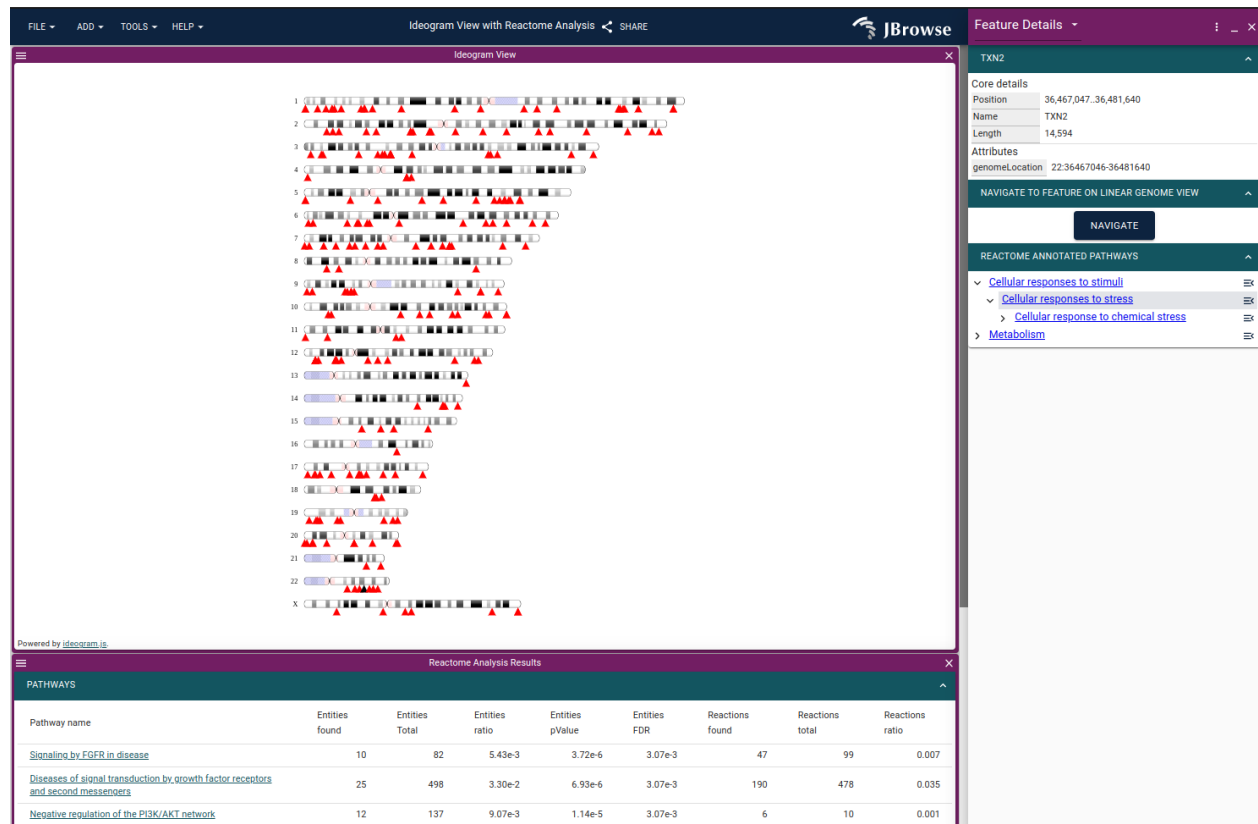 FILE ADD TOOLS HELP Ideogram View with Reactome Analysis SHARE JBrowse
Ideogram View
1
2
3
4
5
6
7
8
9
10
11
12
13
14
15
16
17
18
19
20
21
22
X
Powered by ideogram.js.
Reactome Analysis Results
PATHWAYS
Pathway name Entities found Entities Total Entities ratio Entities pValue Entities FDR Reactions found Reactions total Reactions ratio
Signaling by FGFR in disease 10 82 5.43e-3 3.72e-6 3.07e-3 47 99 0.007
Diseases of signal transduction by growth factor receptors
and second messengers 25 498 3.30e-2 6.93e-6 3.07e-3 190 478 0.035
Negative regulation of the PI3K/AKT network 12 137 9.07e-3 1.14e-5 3.07e-3 6 10 0.001
Feature Details
TXN2
Core details
Position 36,467,047..36,481,640
Name TXN2
Length 14,594
Attributes
genomeLocation 22:36467046-36481640
NAVIGATE TO FEATURE ON LINEAR GENOME VIEW
NAVIGATE
REACTOME ANNOTATED PATHWAYS
Cellular responses to stimuli
Cellular responses to stress
Cellular response to chemical stress
Metabolism